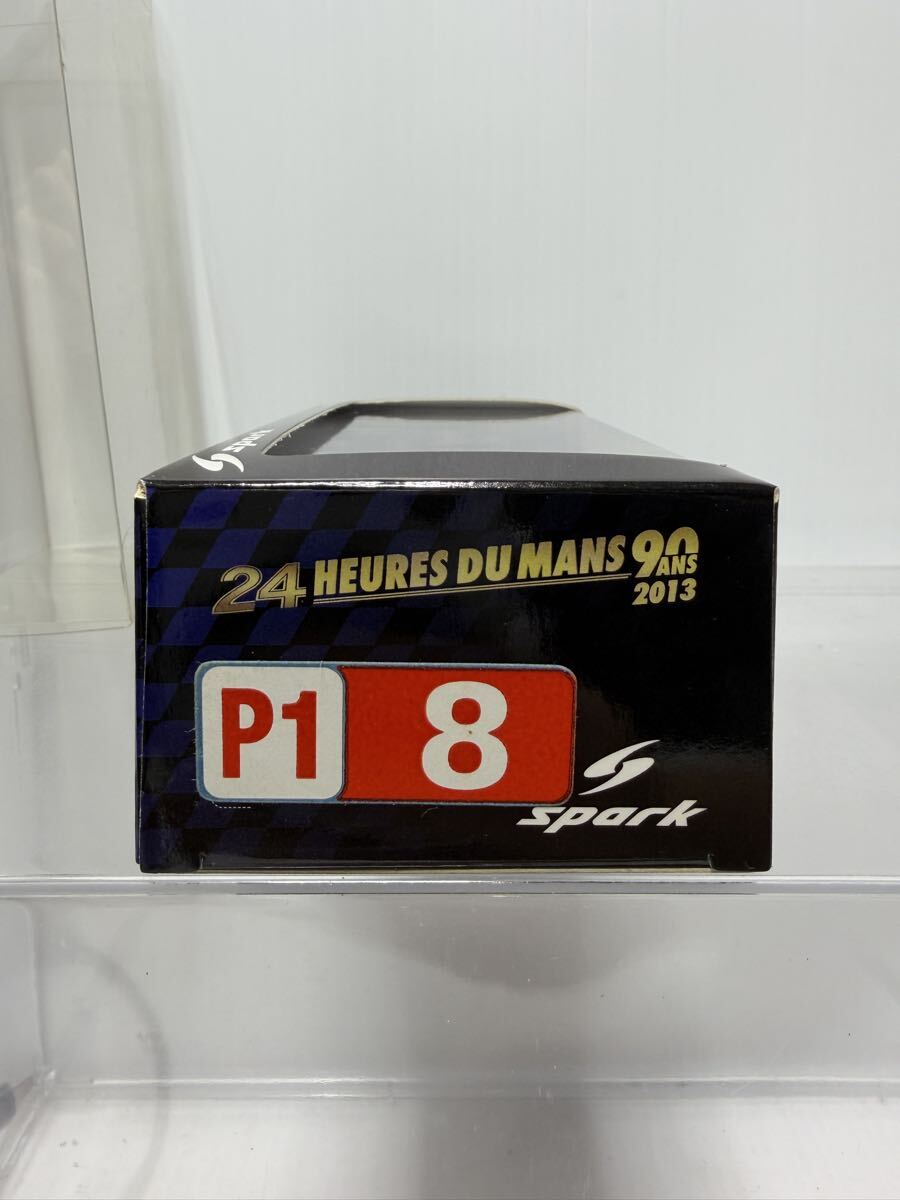 spark
24 HEURES DU MANS 90 ANS
2013
P1 8
spark